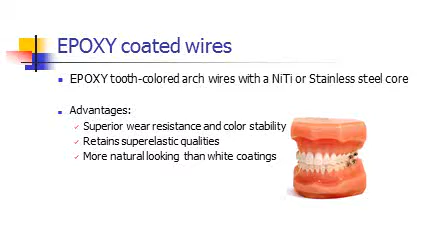 EPOXY coated wires
EPOXY tooth-colored arch wires with a NiTi or Stainless steel core
Advantages:
Superior wear resistance and color stability
Retains superelastic qualities
More natural looking than white coatings